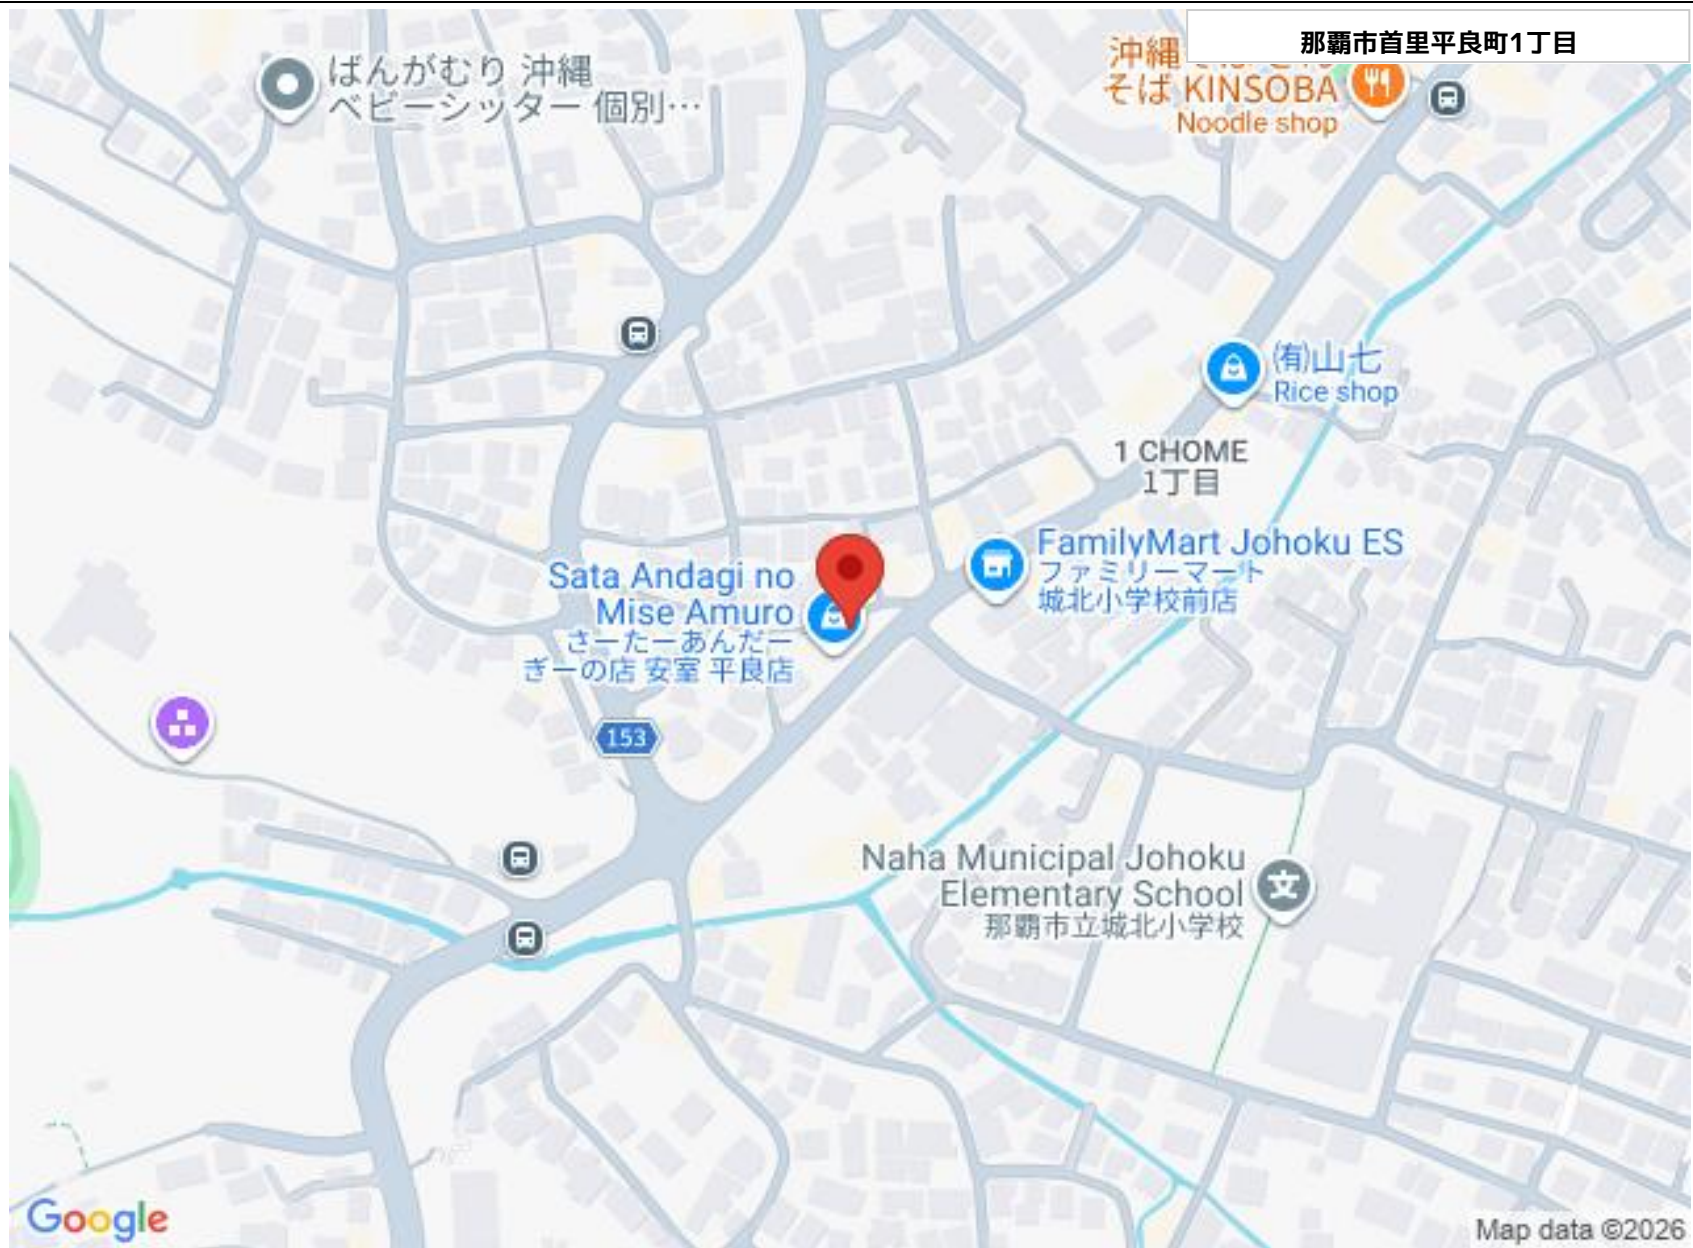 那覇市首里平良町1丁目
ばんがむり 沖縄
ベビーシッター 個別…
沖縄
そば KINSOBA
Noodle shop
㈲山七
Rice shop
1 CHOME
1丁目
FamilyMart Johoku ES
ファミリーマート
城北小学校前店
Sata Andagi no
Mise Amuro
さーたーあんだー
ぎーの店 安室 平良店
153
Naha Municipal Johoku
Elementary School
那覇市立城北小学校
文
Google
Map data ©2026